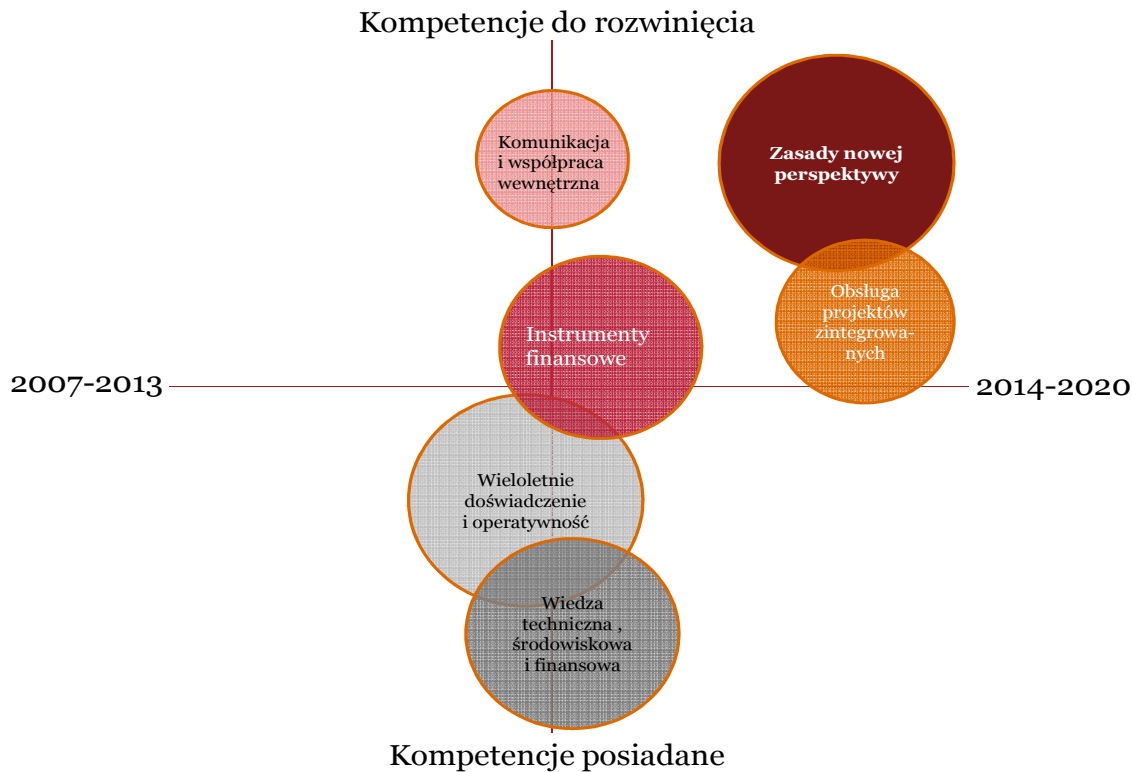 Kompetencje do rozwinięcia
Komunikacja
i współpraca
wewnętrzna
Zasady nowej
perspektywy
Obsługa
projektów
zintegrowa-
nych
Instrumenty
finansowe
2007-2013
2014-2020
Wieloletnie
doświadczenie
i operatywność
Wiedza
techniczna ,
środowiskowa
i finansowa
Kompetencje posiadane